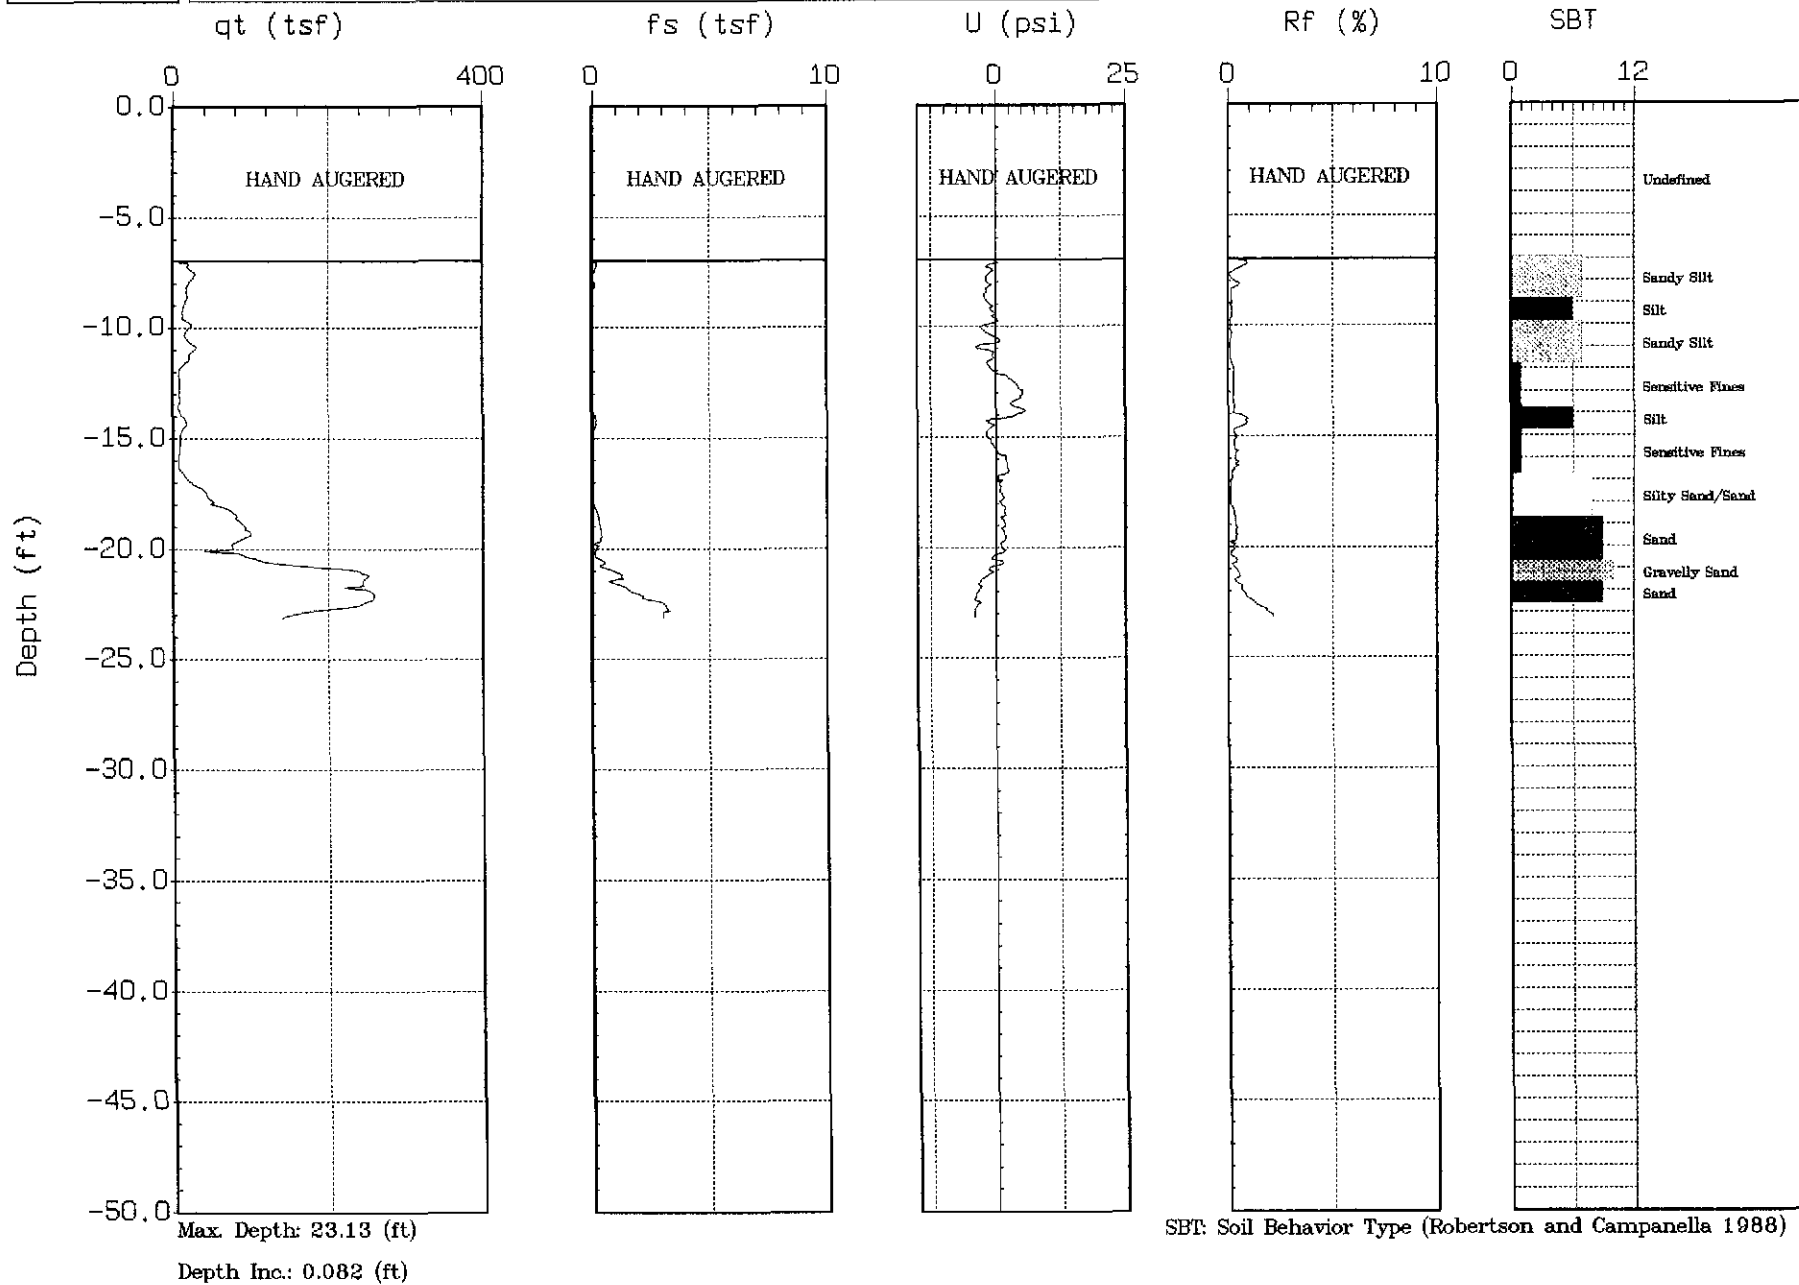 qt (tsf) fs (tsf) U (psi) Rf (%) SBT
0 400 0 10 0 25 0 10 0 12
0.0
HAND AUGERED HAND AUGERED HAND AUGERED HAND AUGERED Undefined
-5.0
Sandy Silt
Silt
-10.0
Sandy Silt
Sensitive Fines
Silt
-15.0
Sensitive Fines
Silty Sand/Sand
Sand
-20.0
Gravelly Sand
Sand
Depth (ft)
-25.0
-30.0
-35.0
-40.0
-45.0
-50.0
Max. Depth: 23.13 (ft)
SBT: Soil Behavior Type (Robertson and Campanella 1988)
Depth Inc.: 0.082 (ft)